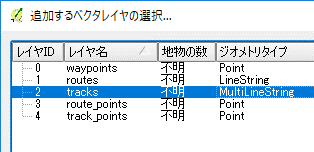 追加するベクタレイヤの選択...
レイヤID レイヤ名 地物の数 ジオメトリタイプ
0 waypoints 不明 Point
1 routes 不明 LineString
2 tracks 不明 MultiLineString
3 route_points 不明 Point
4 track_points 不明 Point